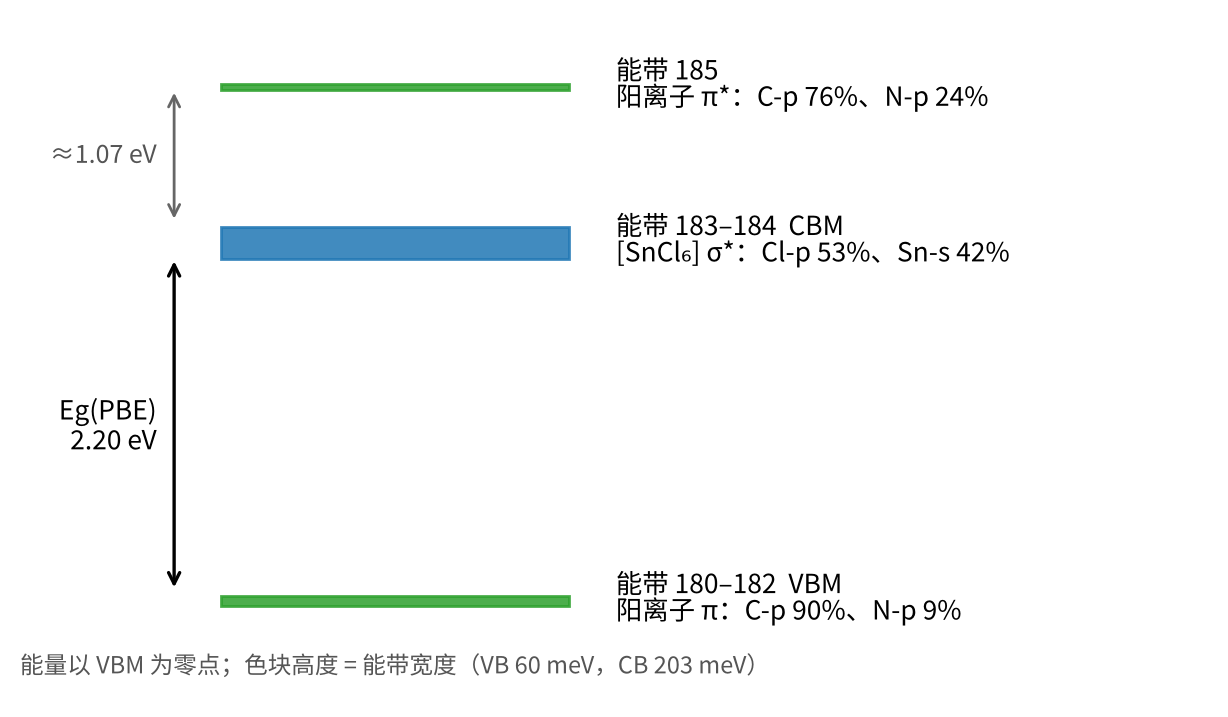 能带 185
阳离子 π*：C-p 76%、N-p 24%
≈1.07 eV
能带 183–184  CBM
[SnCl₆] σ*：Cl-p 53%、Sn-s 42%
Eg(PBE)
2.20 eV
能带 180–182  VBM
阳离子 π：C-p 90%、N-p 9%
能量以 VBM 为零点；色块高度 = 能带宽度（VB 60 meV，CB 203 meV）